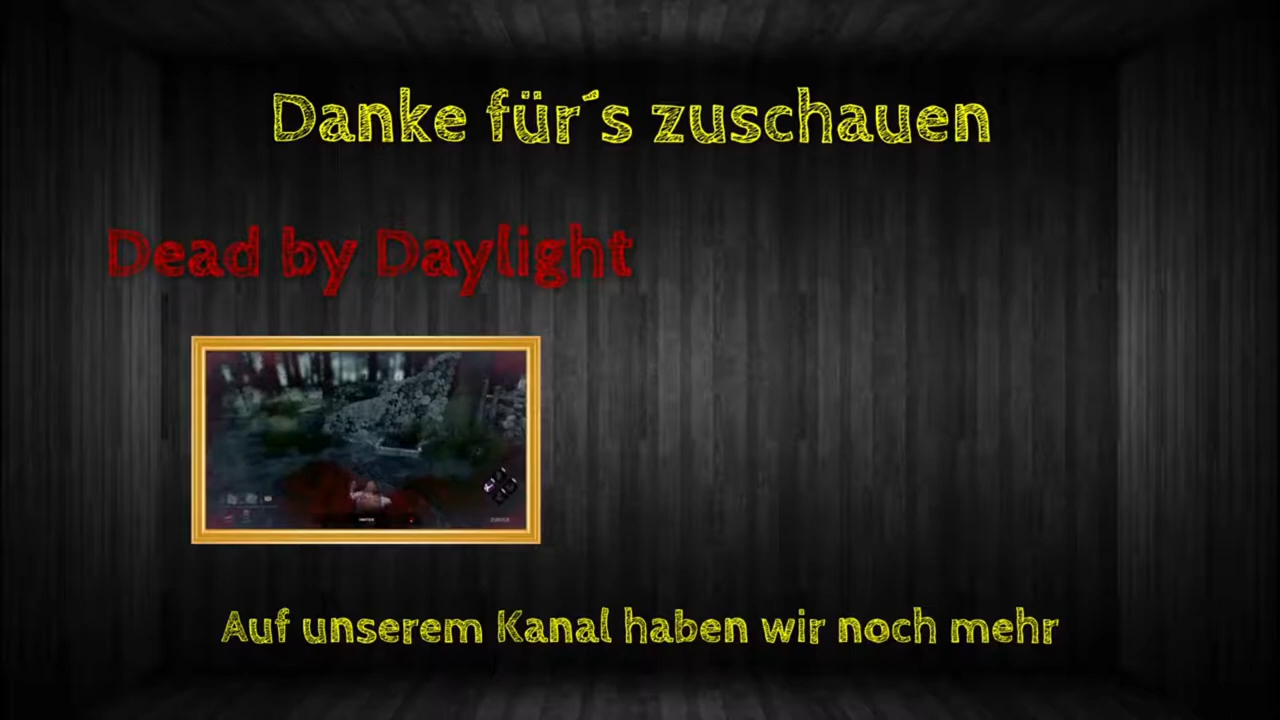 Danke für´s zuschauen
Dead by Daylight
Auf unserem Kanal haben wir noch mehr